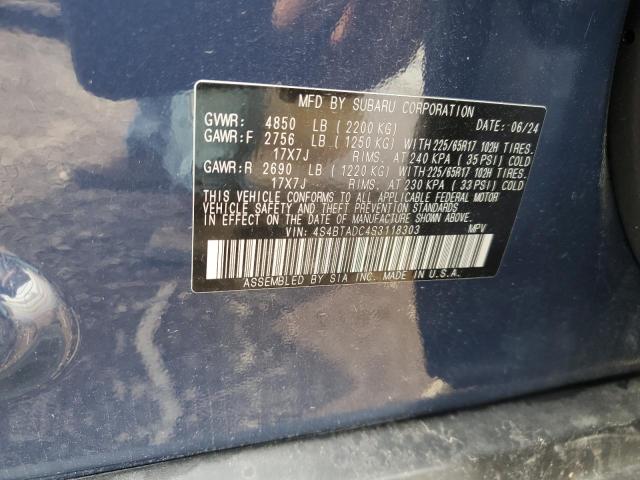 MFD BY SUBARU CORPORATION
GVWR: 4850 LB ( 2200 KG) DATE: 06/24
GAWR:F 2756 LB ( 1250 KG) WITH 225/65R17 102H TIRES.
17X7J RIMS. AT 240 KPA ( 35 PSI) COLD
GAWR:R 2690 LB ( 1220 KG) WITH 225/65R17 102H TIRES.
17X7J RIMS. AT 230 KPA ( 33 PSI) COLD
THIS VEHICLE CONFORMS TO ALL APPLICABLE FEDERAL MOTOR
VEHICLE SAFETY AND THEFT PREVENTION STANDARDS
IN EFFECT ON THE DATE OF MANUFACTURE SHOWN ABOVE.
VIN: 4S4BTADC4S3118303 MPV
ASSEMBLED BY SIA INC. MADE IN U.S.A.